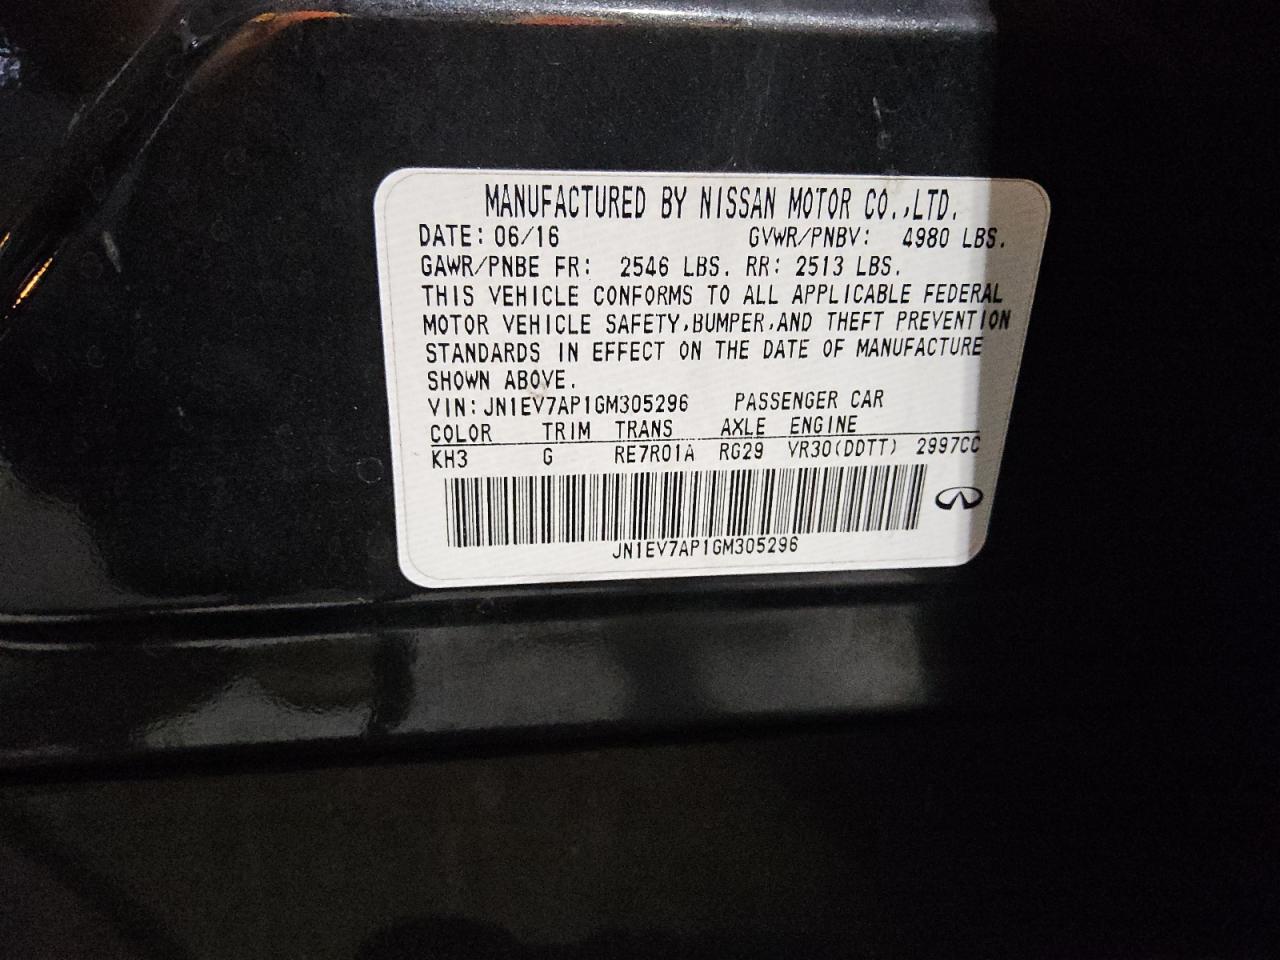 MANUFACTURED BY NISSAN MOTOR CO.,LTD.
DATE: 06/16 GVWR/PNBV: 4980 LBS.
GAWR/PNBE FR: 2546 LBS. RR: 2513 LBS.
THIS VEHICLE CONFORMS TO ALL APPLICABLE FEDERAL
MOTOR VEHICLE SAFETY,BUMPER,AND THEFT PREVENTION
STANDARDS IN EFFECT ON THE DATE OF MANUFACTURE
SHOWN ABOVE.
VIN: JN1EV7AP1GM305296 PASSENGER CAR
COLOR TRIM TRANS AXLE ENGINE
KH3 G RE7R01A RG29 VR30(DDTT) 2997CC
JN1EV7AP1GM305296